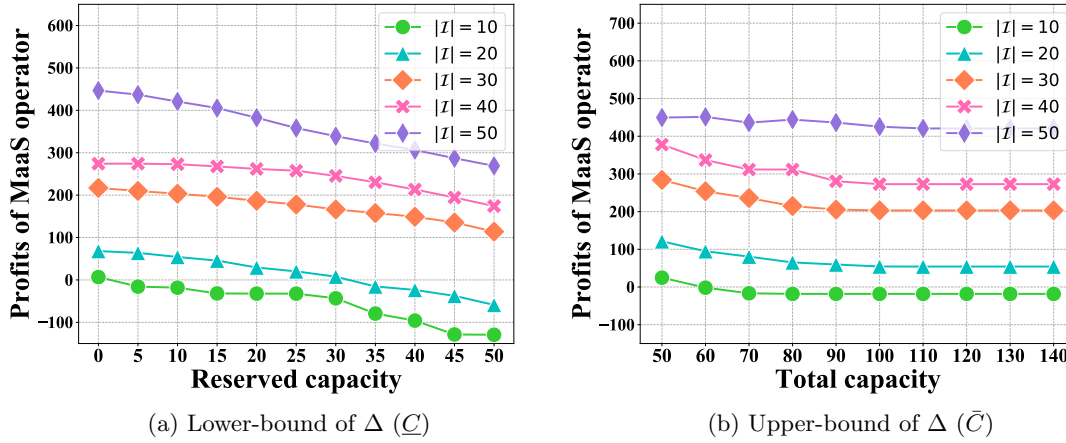 Profits of MaaS operator
600
500
400
300
200
100
0
−100
|𝓘| = 10
|𝓘| = 20
|𝓘| = 30
|𝓘| = 40
|𝓘| = 50
0 5 10 15 20 25 30 35 40 45 50
Reserved capacity
(a) Lower-bound of Δ (C̲)
Profits of MaaS operator
700
600
500
400
300
200
100
0
−100
|𝓘| = 10
|𝓘| = 20
|𝓘| = 30
|𝓘| = 40
|𝓘| = 50
50 60 70 80 90 100 110 120 130 140
Total capacity
(b) Upper-bound of Δ (C̄)